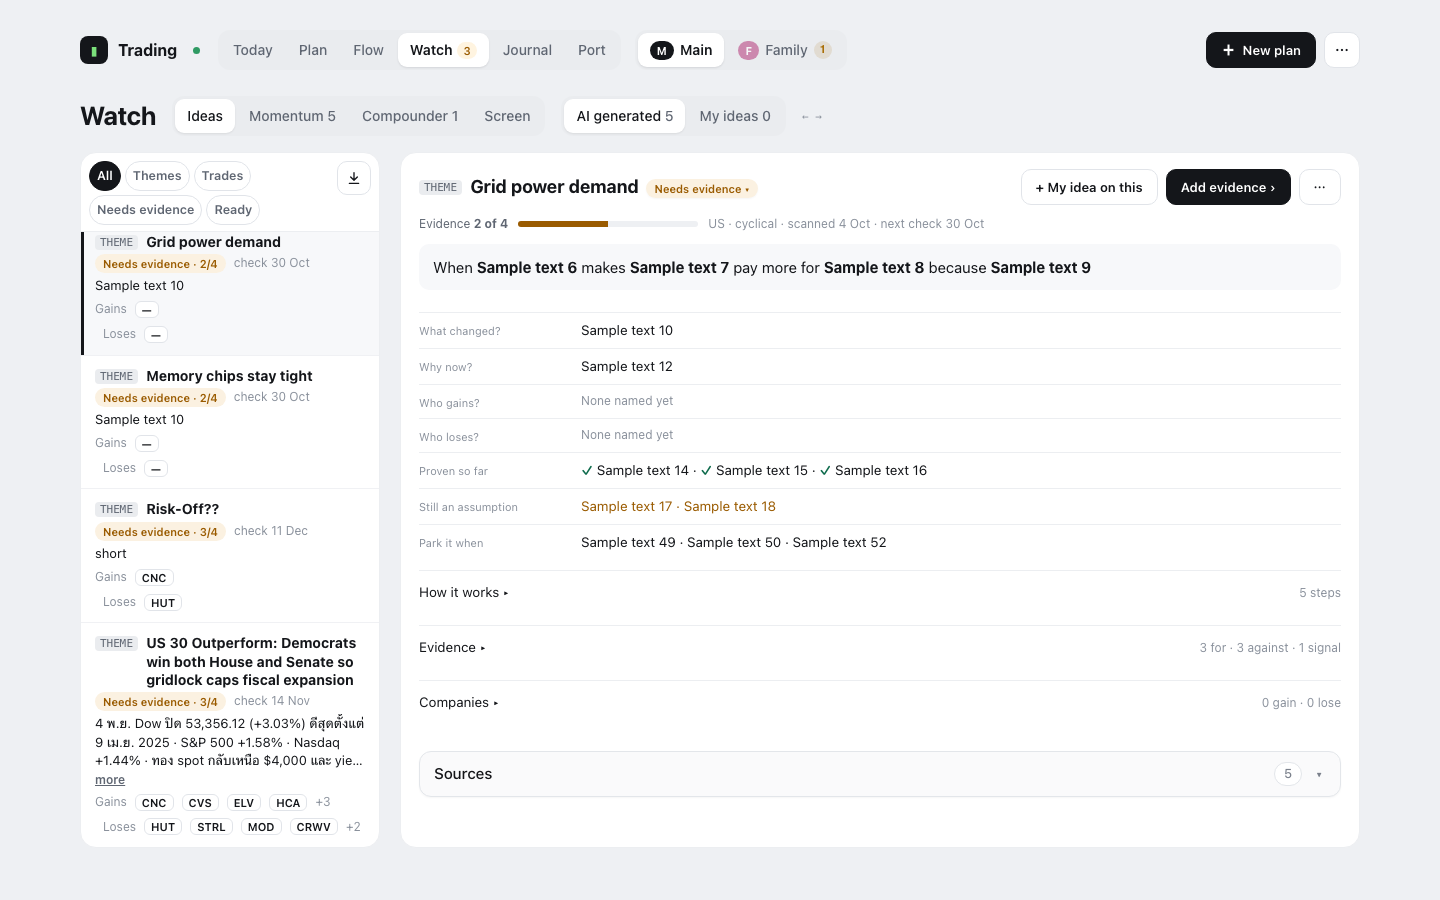 Trading Today Plan Flow Watch 3 Journal Port M Main F Family 1 + New plan ...
Watch Ideas Momentum 5 Compounder 1 Screen AI generated 5 My ideas 0 ← →
All Themes Trades
Needs evidence Ready
THEME Grid power demand
Needs evidence · 2/4 check 30 Oct
Sample text 10
Gains —
Loses —
THEME Memory chips stay tight
Needs evidence · 2/4 check 30 Oct
Sample text 10
Gains —
Loses —
THEME Risk-Off??
Needs evidence · 3/4 check 11 Dec
short
Gains CNC
Loses HUT
THEME US 30 Outperform: Democrats
win both House and Senate so
gridlock caps fiscal expansion
Needs evidence · 3/4 check 14 Nov
4 พ.ย. Dow ปิด 53,356.12 (+3.03%) ดีสุดตั้งแต่
9 เม.ย. 2025 · S&P 500 +1.58% · Nasdaq
+1.44% · ทอง spot กลับเหนือ $4,000 และ yie...
more
Gains CNC CVS ELV HCA +3
Loses HUT STRL MOD CRWV +2
THEME Grid power demand Needs evidence • + My idea on this Add evidence › ...
Evidence 2 of 4 US · cyclical · scanned 4 Oct · next check 30 Oct
When Sample text 6 makes Sample text 7 pay more for Sample text 8 because Sample text 9
What changed? Sample text 10
Why now? Sample text 12
Who gains? None named yet
Who loses? None named yet
Proven so far ✓ Sample text 14 · ✓ Sample text 15 · ✓ Sample text 16
Still an assumption Sample text 17 · Sample text 18
Park it when Sample text 49 · Sample text 50 · Sample text 52
How it works ▸ 5 steps
Evidence ▸ 3 for · 3 against · 1 signal
Companies ▸ 0 gain · 0 lose
Sources 5 ▾